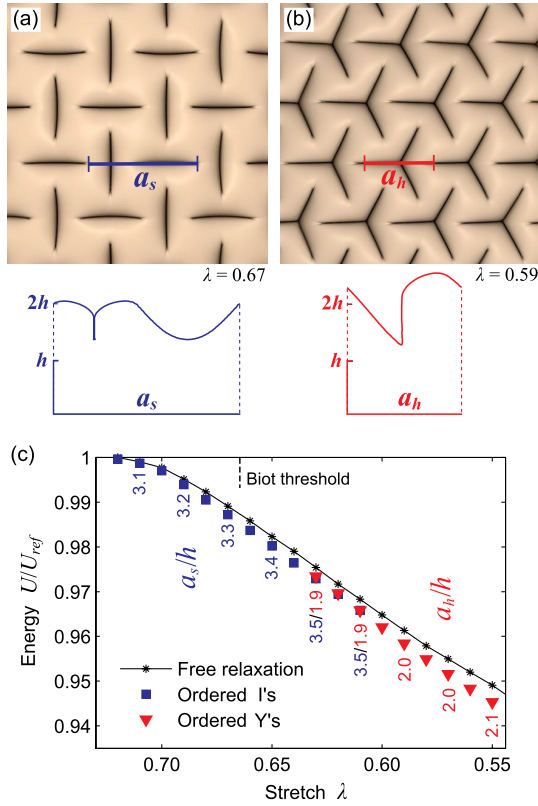 (a)
(b)
a_s
a_h
λ = 0.67
λ = 0.59
2h
h
a_s
2h
h
a_h
(c)
1
0.99
0.98
0.97
0.96
0.95
0.94
Energy U/U_ref
Biot threshold
3.1
3.2
3.3
3.4
3.5/1.9
3.5/1.9
2.0
2.0
2.1
a_s/h
a_h/h
Free relaxation
Ordered I's
Ordered Y's
0.70
0.65
0.60
0.55
Stretch λ